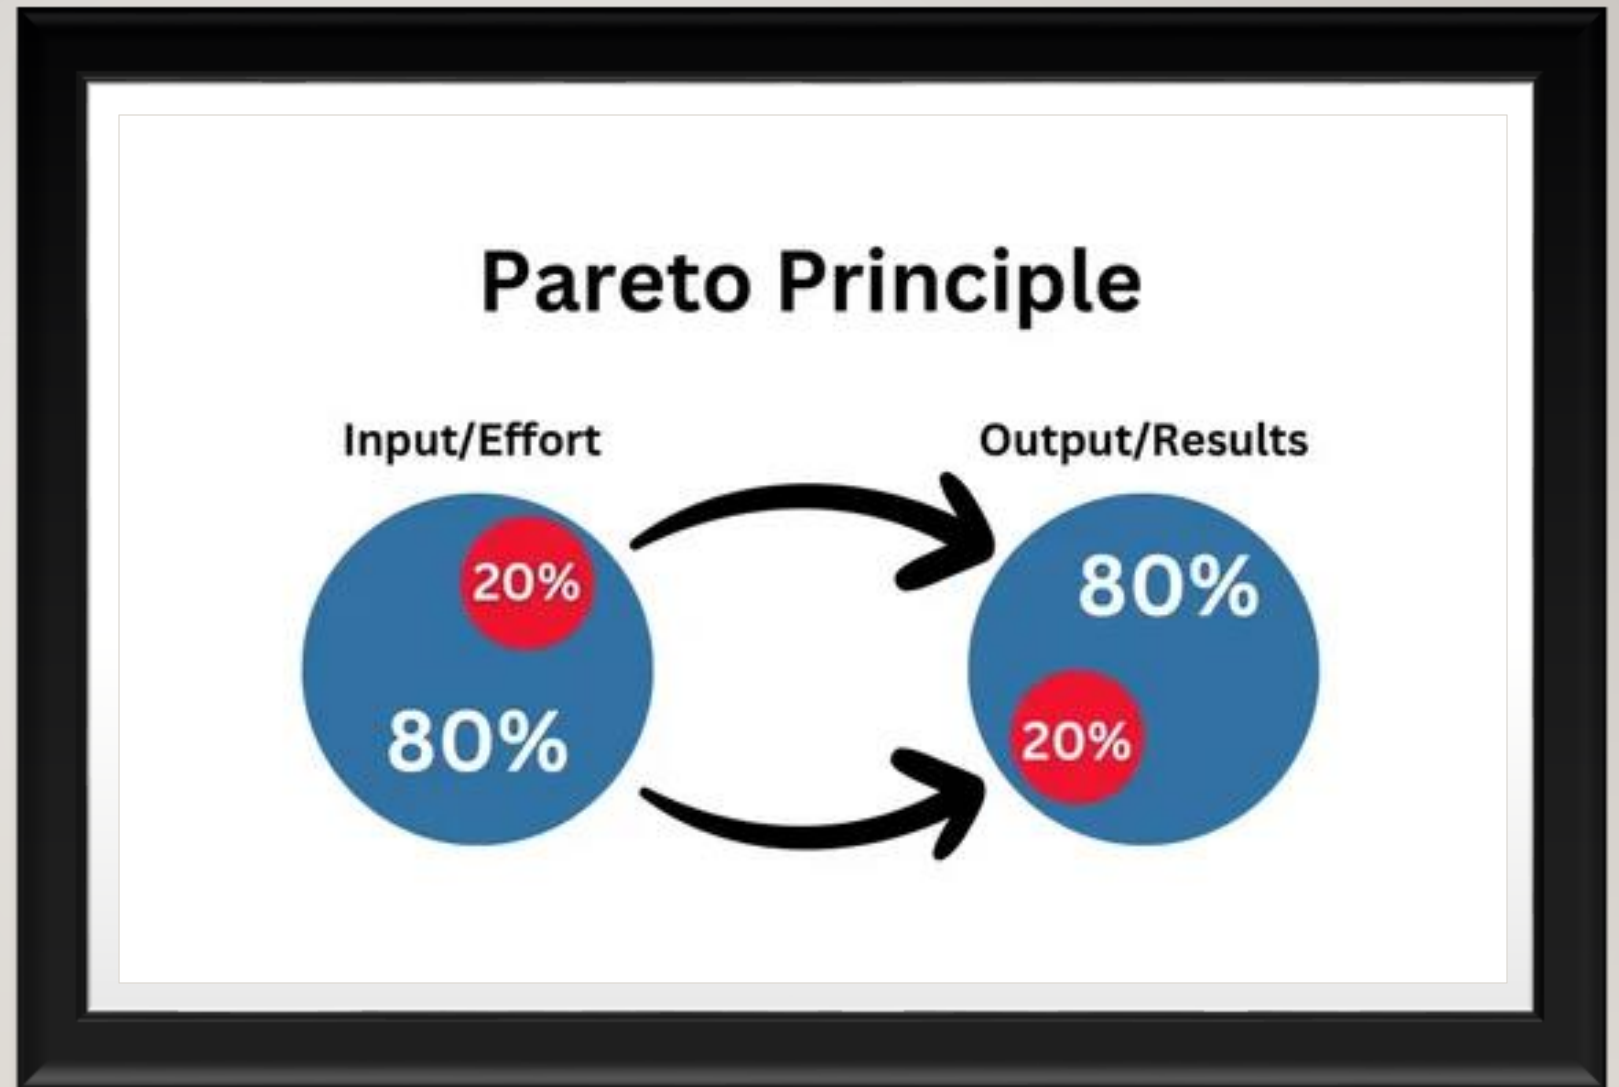 Pareto Principle
Input/Effort
Output/Results
20%
80%
80%
20%